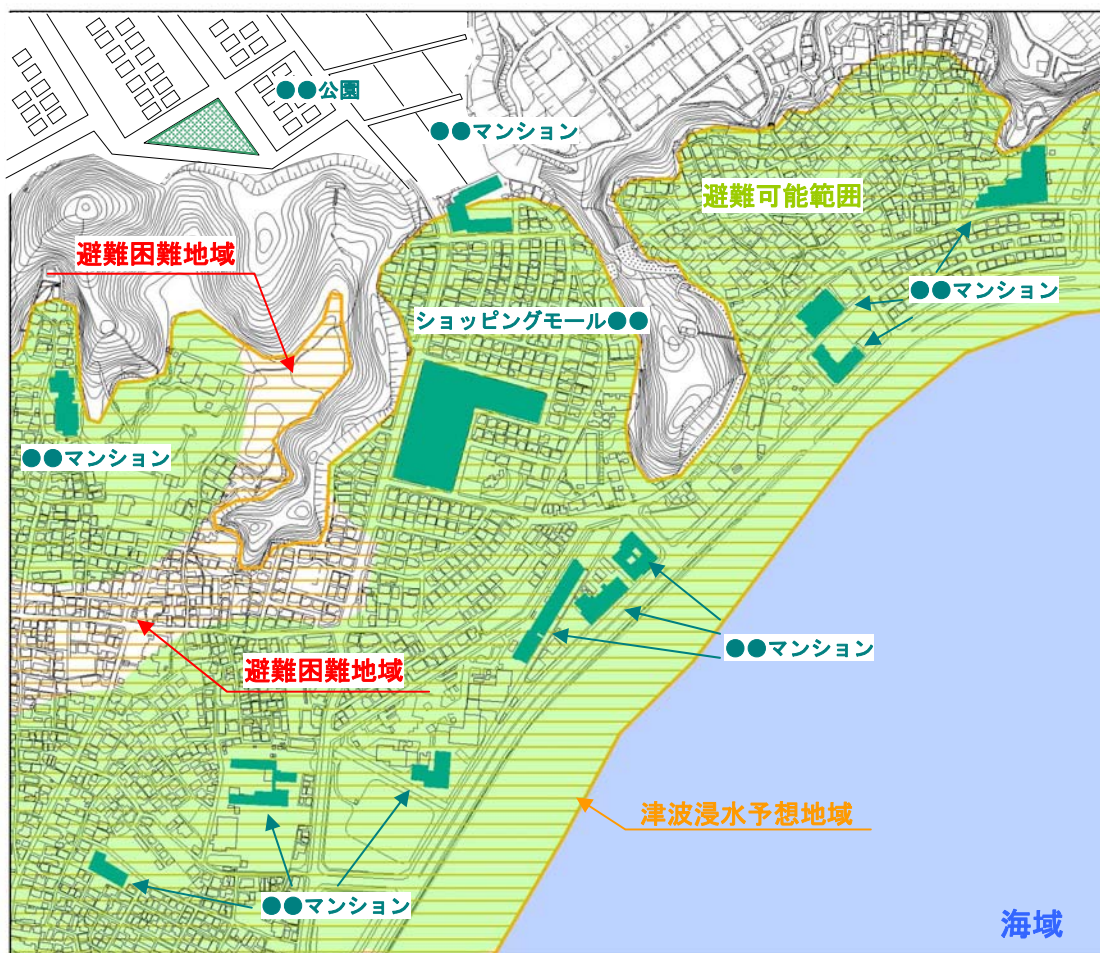 ●●公園
●●マンション
避難可能範囲
避難困難地域
●●マンション
ショッピングモール●●
●●マンション
●●マンション
避難困難地域
津波浸水予想地域
●●マンション
海域